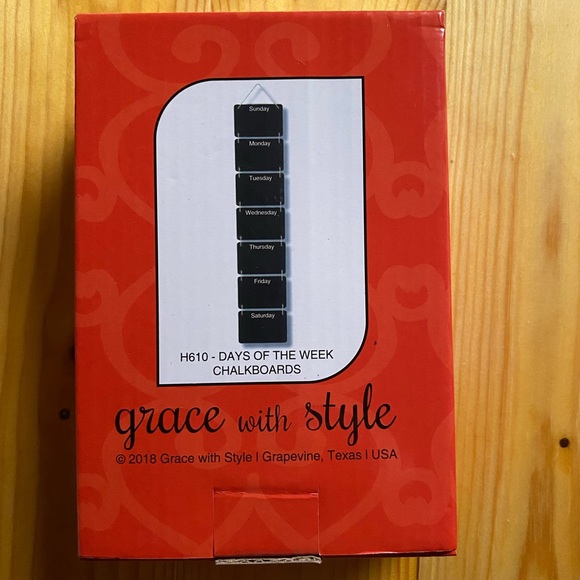 Sunday
Monday
Tuesday
Wednesday
Thursday
Friday
Saturday
H610 - DAYS OF THE WEEK
CHALKBOARDS
grace with style
© 2018 Grace with Style | Grapevine, Texas | USA